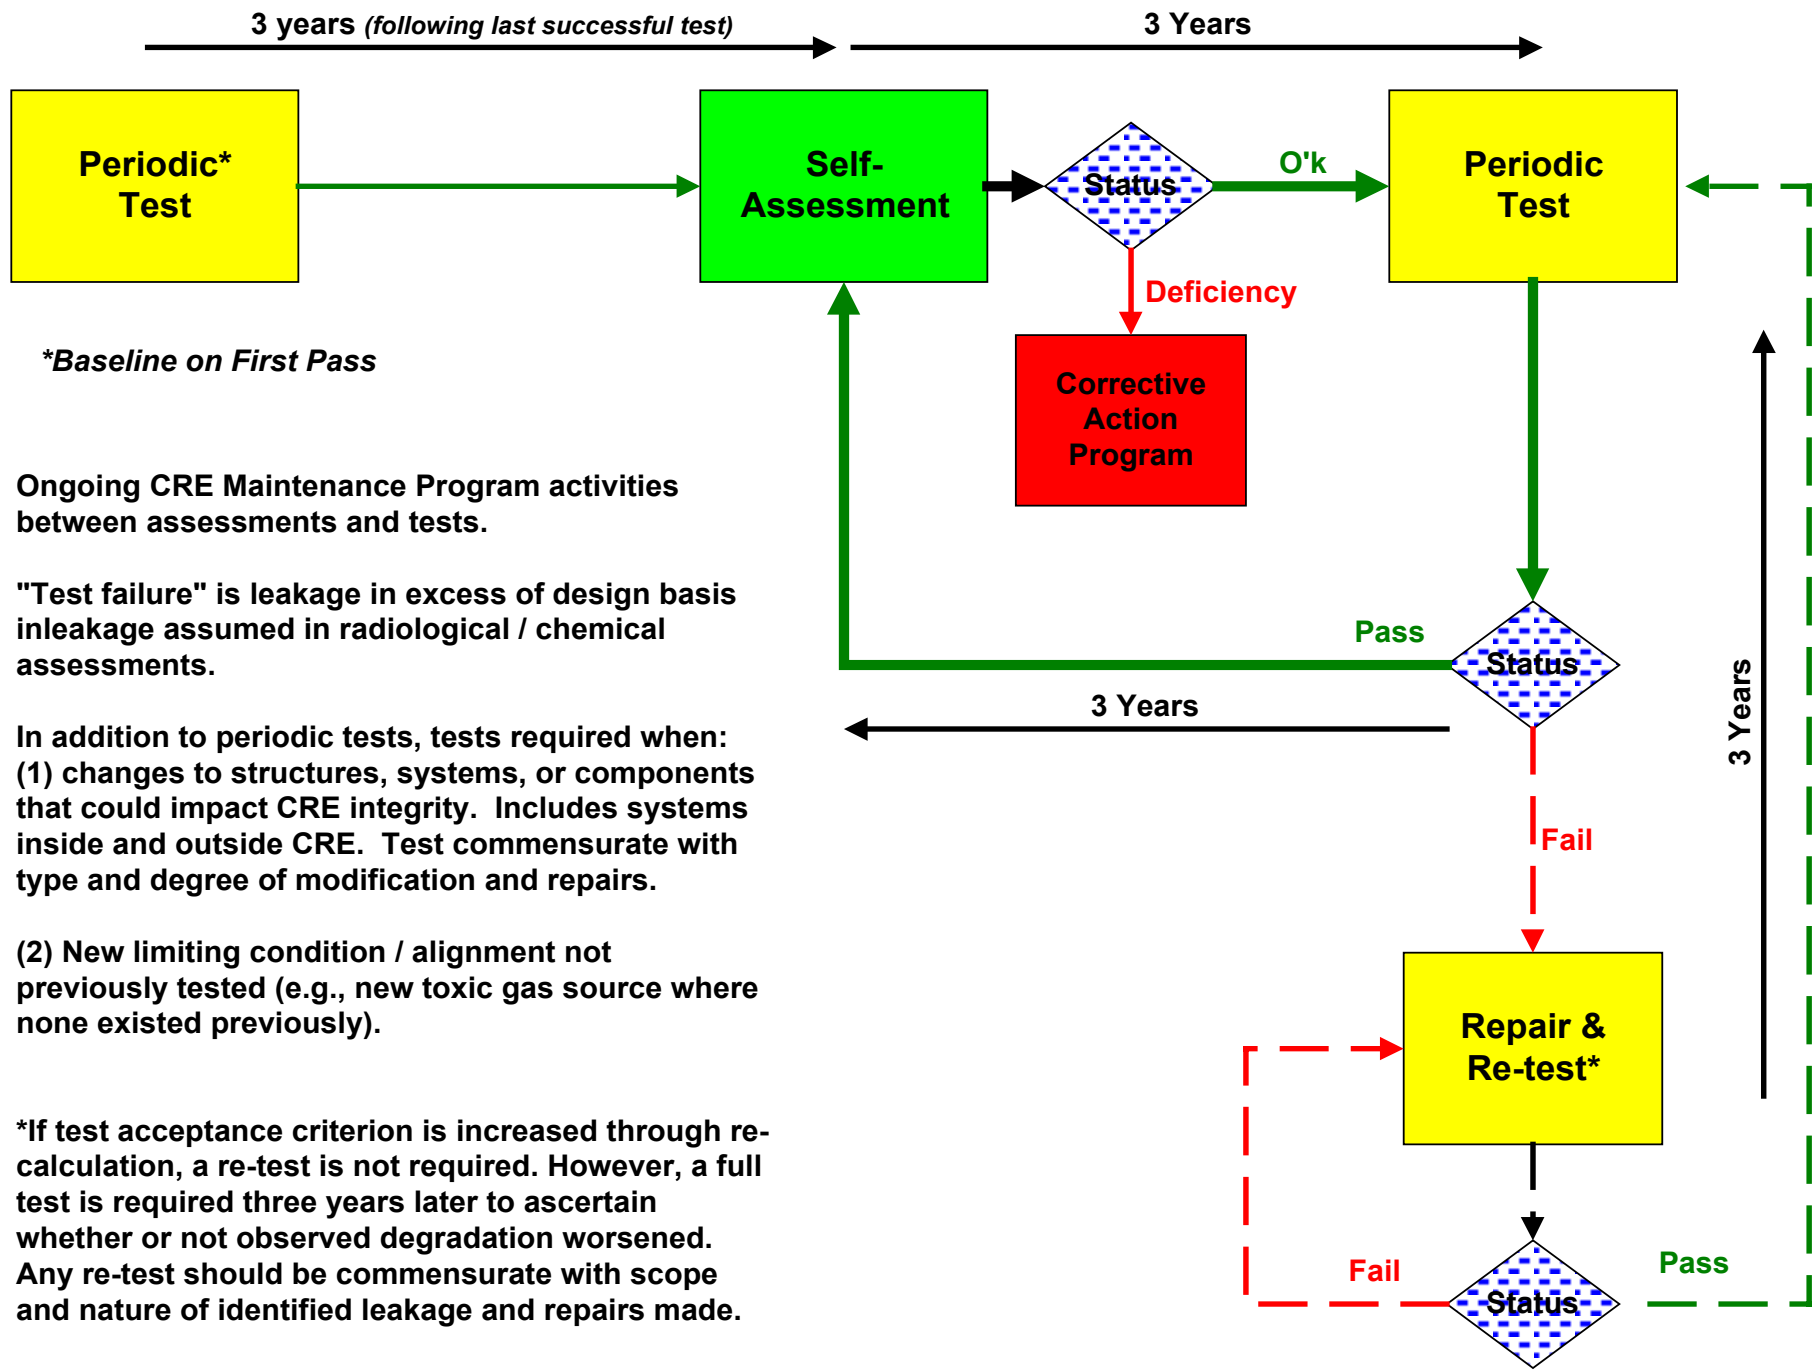 3 years (following last successful test)
3 Years
Periodic*
Test
Self-
Assessment
Status
O'k
Periodic
Test
Deficiency
Corrective
Action
Program
*Baseline on First Pass
Ongoing CRE Maintenance Program activities
between assessments and tests.
"Test failure" is leakage in excess of design basis
inleakage assumed in radiological / chemical
assessments.
In addition to periodic tests, tests required when:
(1) changes to structures, systems, or components
that could impact CRE integrity.  Includes systems
inside and outside CRE.  Test commensurate with
type and degree of modification and repairs.
(2) New limiting condition / alignment not
previously tested (e.g., new toxic gas source where
none existed previously).
*If test acceptance criterion is increased through re-
calculation, a re-test is not required. However, a full
test is required three years later to ascertain
whether or not observed degradation worsened.
Any re-test should be commensurate with scope
and nature of identified leakage and repairs made.
Pass
Status
3 Years
3 Years
Fail
Repair &
Re-test*
Fail
Status
Pass